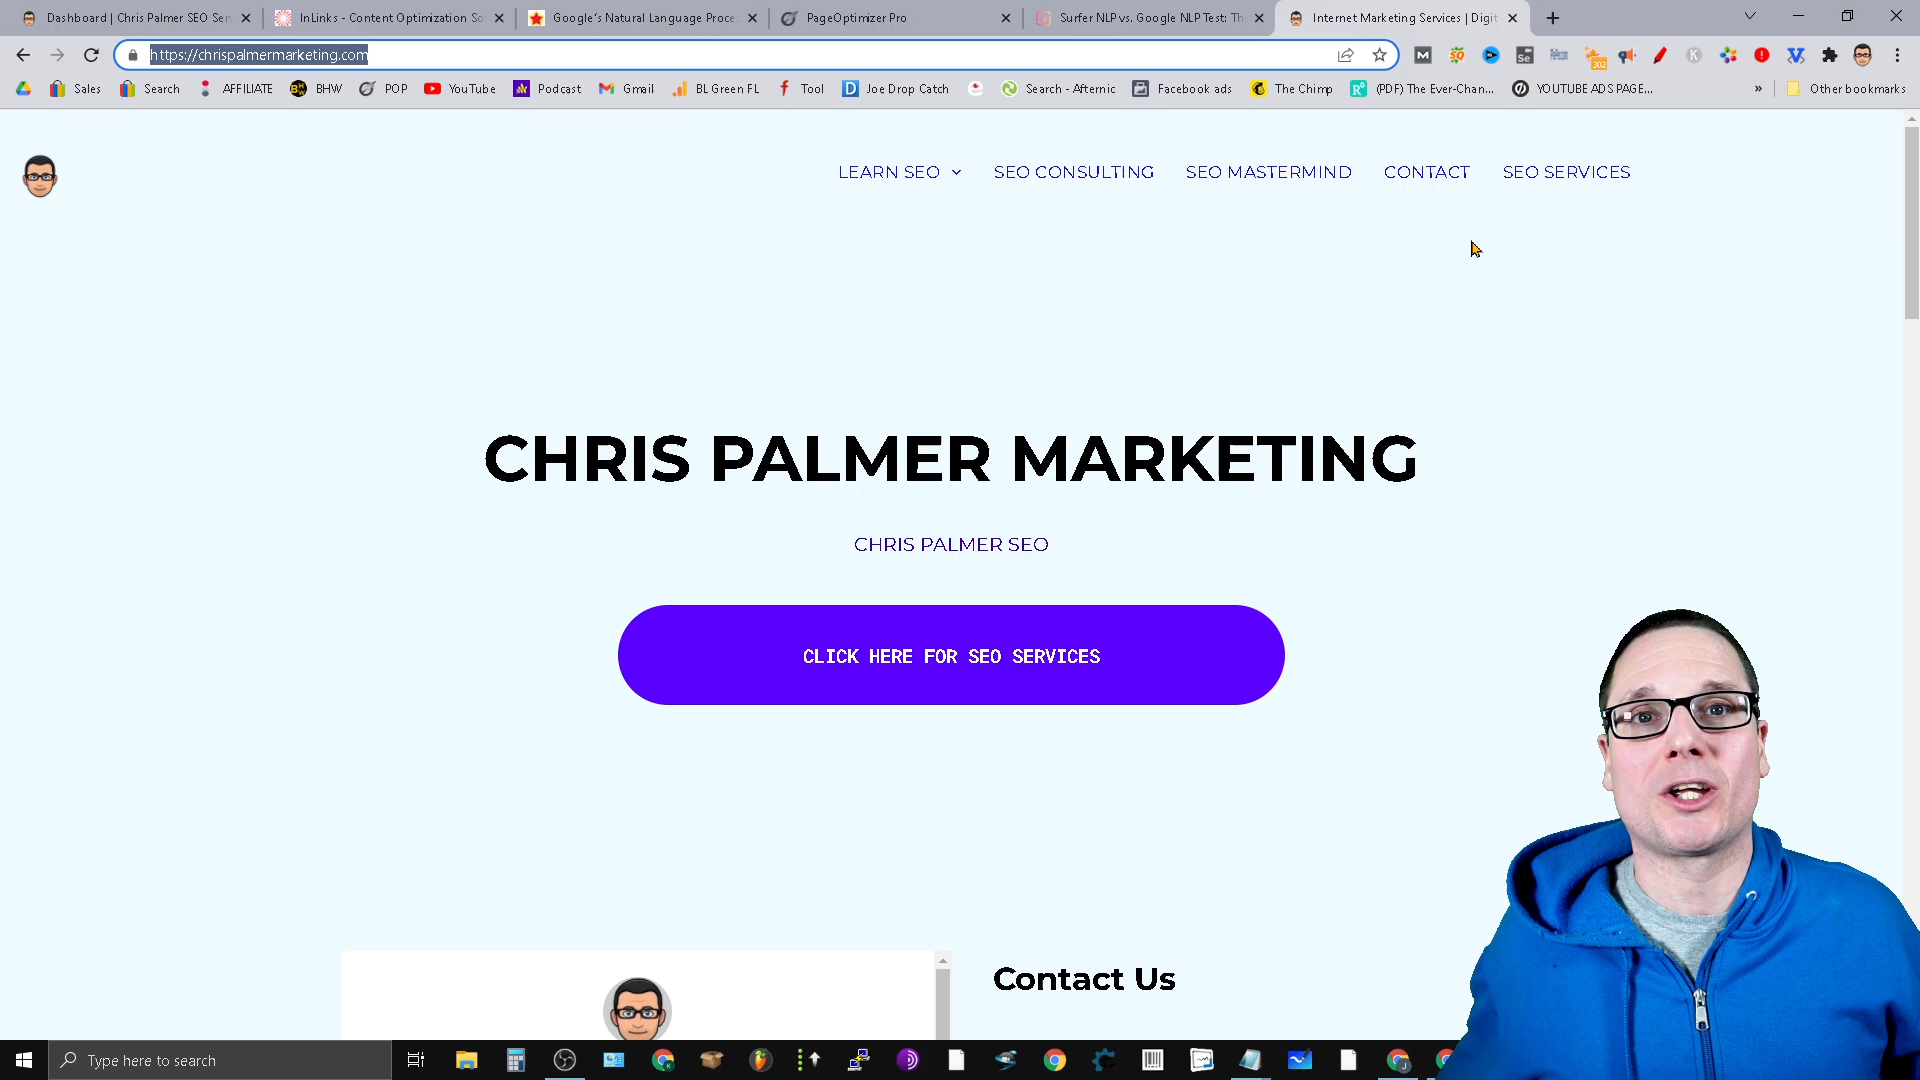 Dashboard | Chris Palmer SEO Ser
InLinks - Content Optimization So
Google's Natural Language Proce
PageOptimizer Pro
Surfer NLP vs. Google NLP Test: Th
Internet Marketing Services | Digit
https://chrispalmermarketing.com
302
Sales
Search
AFFILIATE
BHW
POP
YouTube
Podcast
Gmail
BL Green FL
Tool
Joe Drop Catch
Search - Afternic
Facebook ads
The Chimp
(PDF) The Ever-Chan...
YOUTUBE ADS PAGE...
»
Other bookmarks
LEARN SEO
SEO CONSULTING
SEO MASTERMIND
CONTACT
SEO SERVICES
CHRIS PALMER MARKETING
CHRIS PALMER SEO
CLICK HERE FOR SEO SERVICES
Contact Us
Type here to search